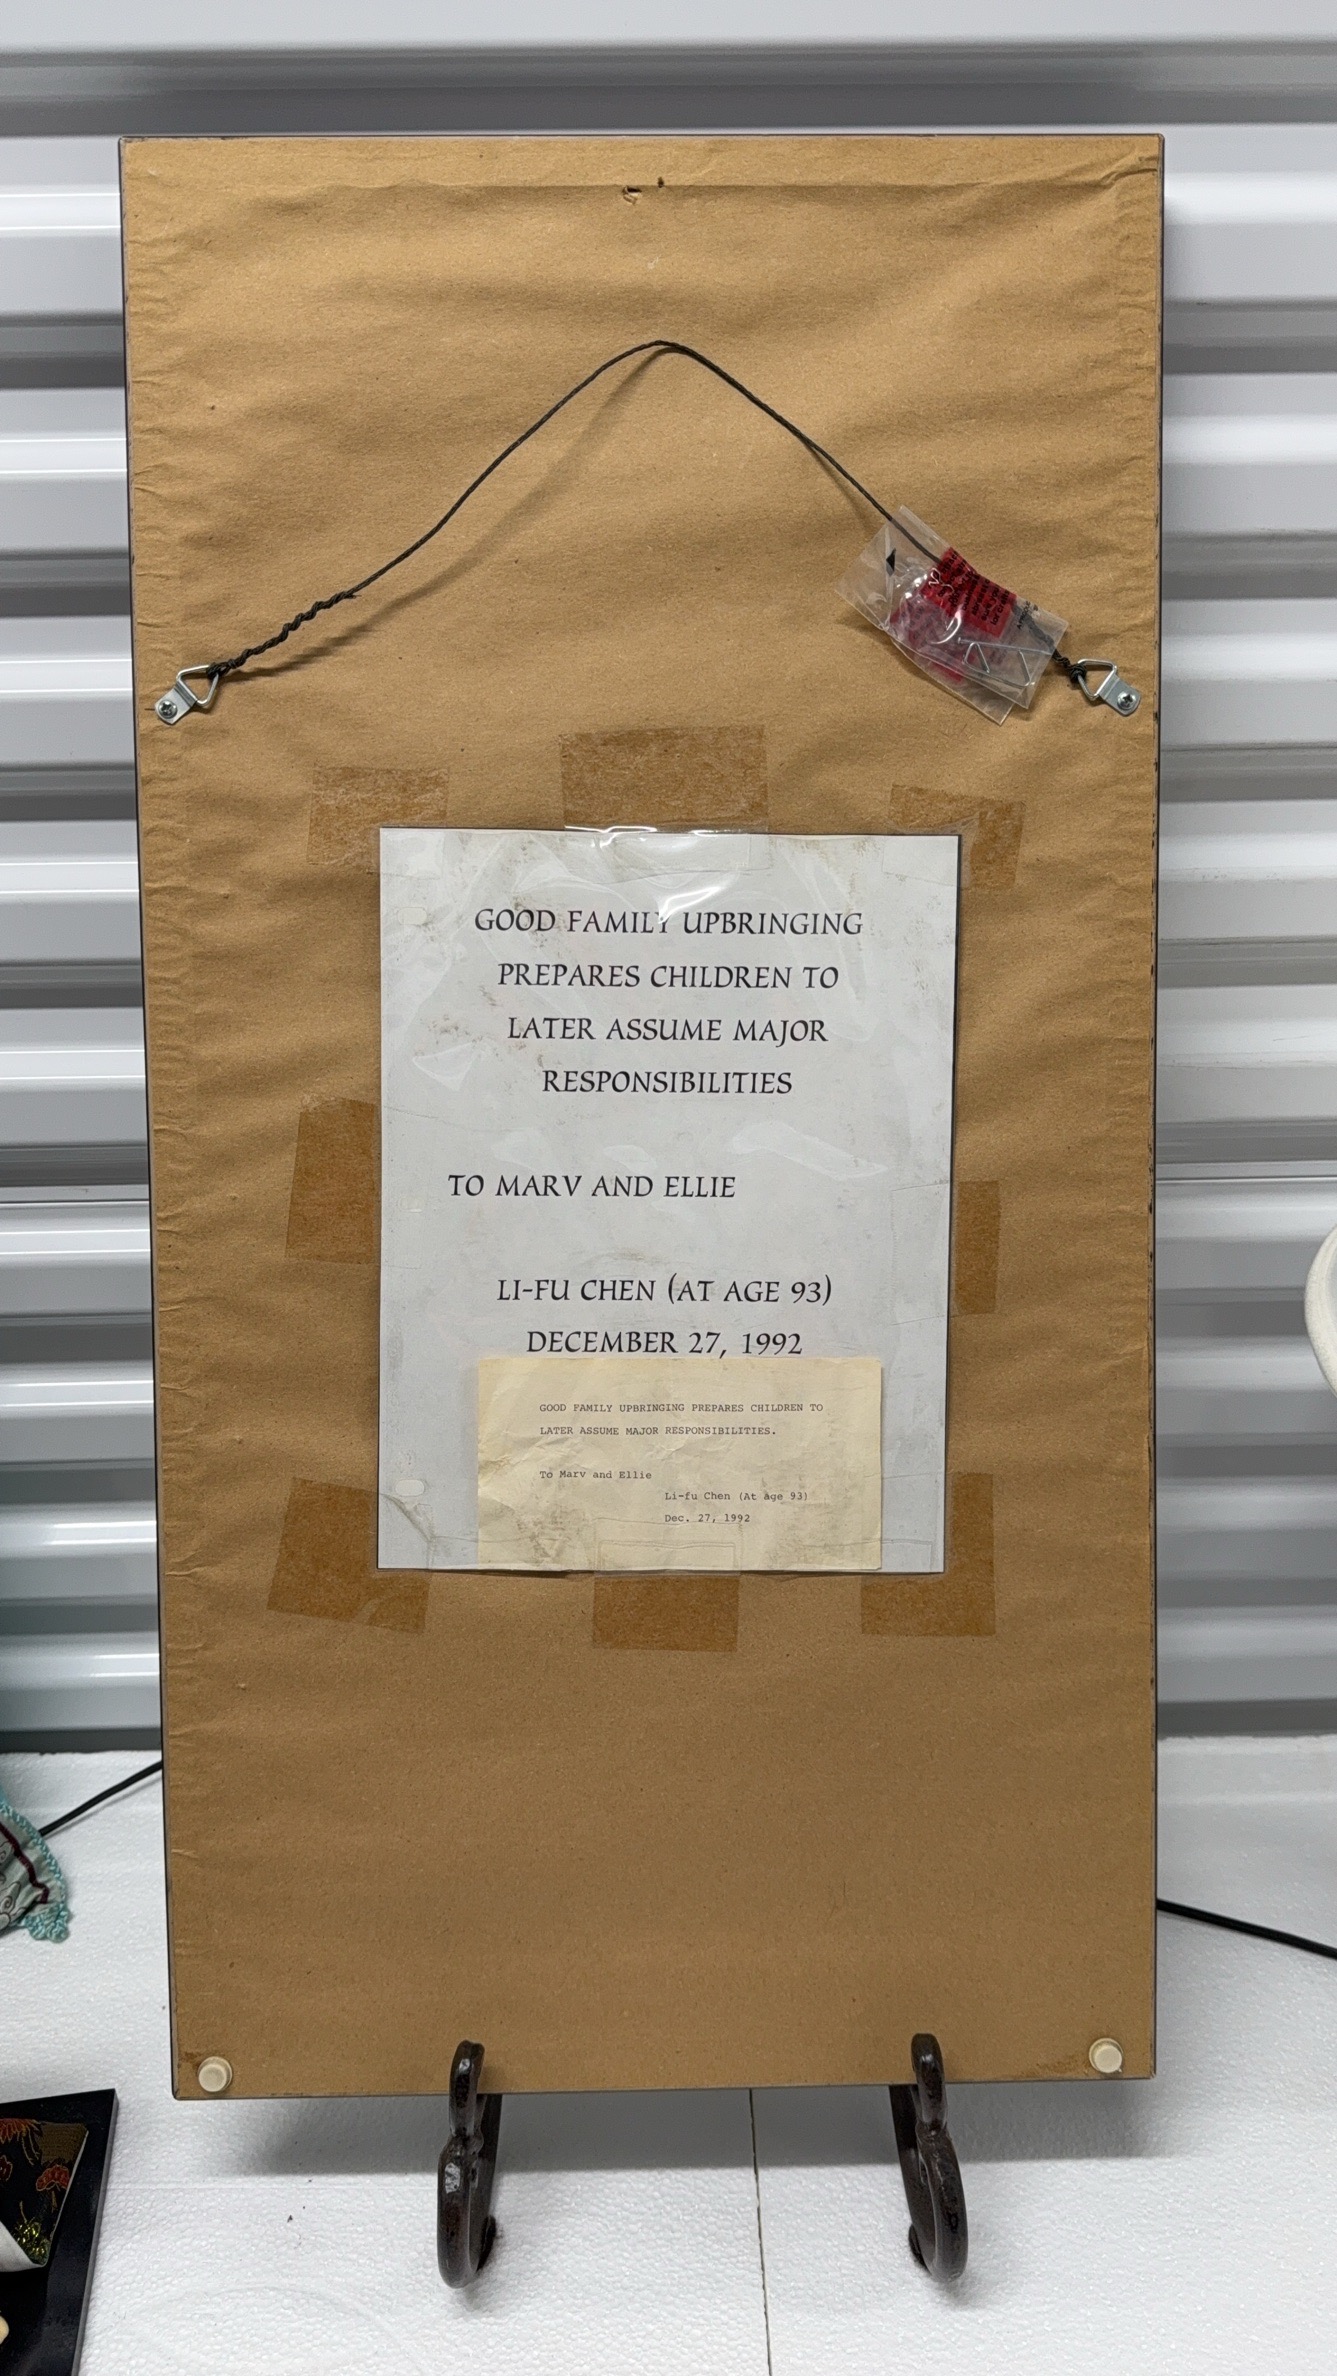 GOOD FAMILY UPBRINGING
PREPARES CHILDREN TO
LATER ASSUME MAJOR
RESPONSIBILITIES
TO MARV AND ELLIE
LI-FU CHEN (AT AGE 93)
DECEMBER 27, 1992
GOOD FAMILY UPBRINGING PREPARES CHILDREN TO
LATER ASSUME MAJOR RESPONSIBILITIES.
To Marv and Ellie
Li-fu Chen (At age 93)
Dec. 27, 1992